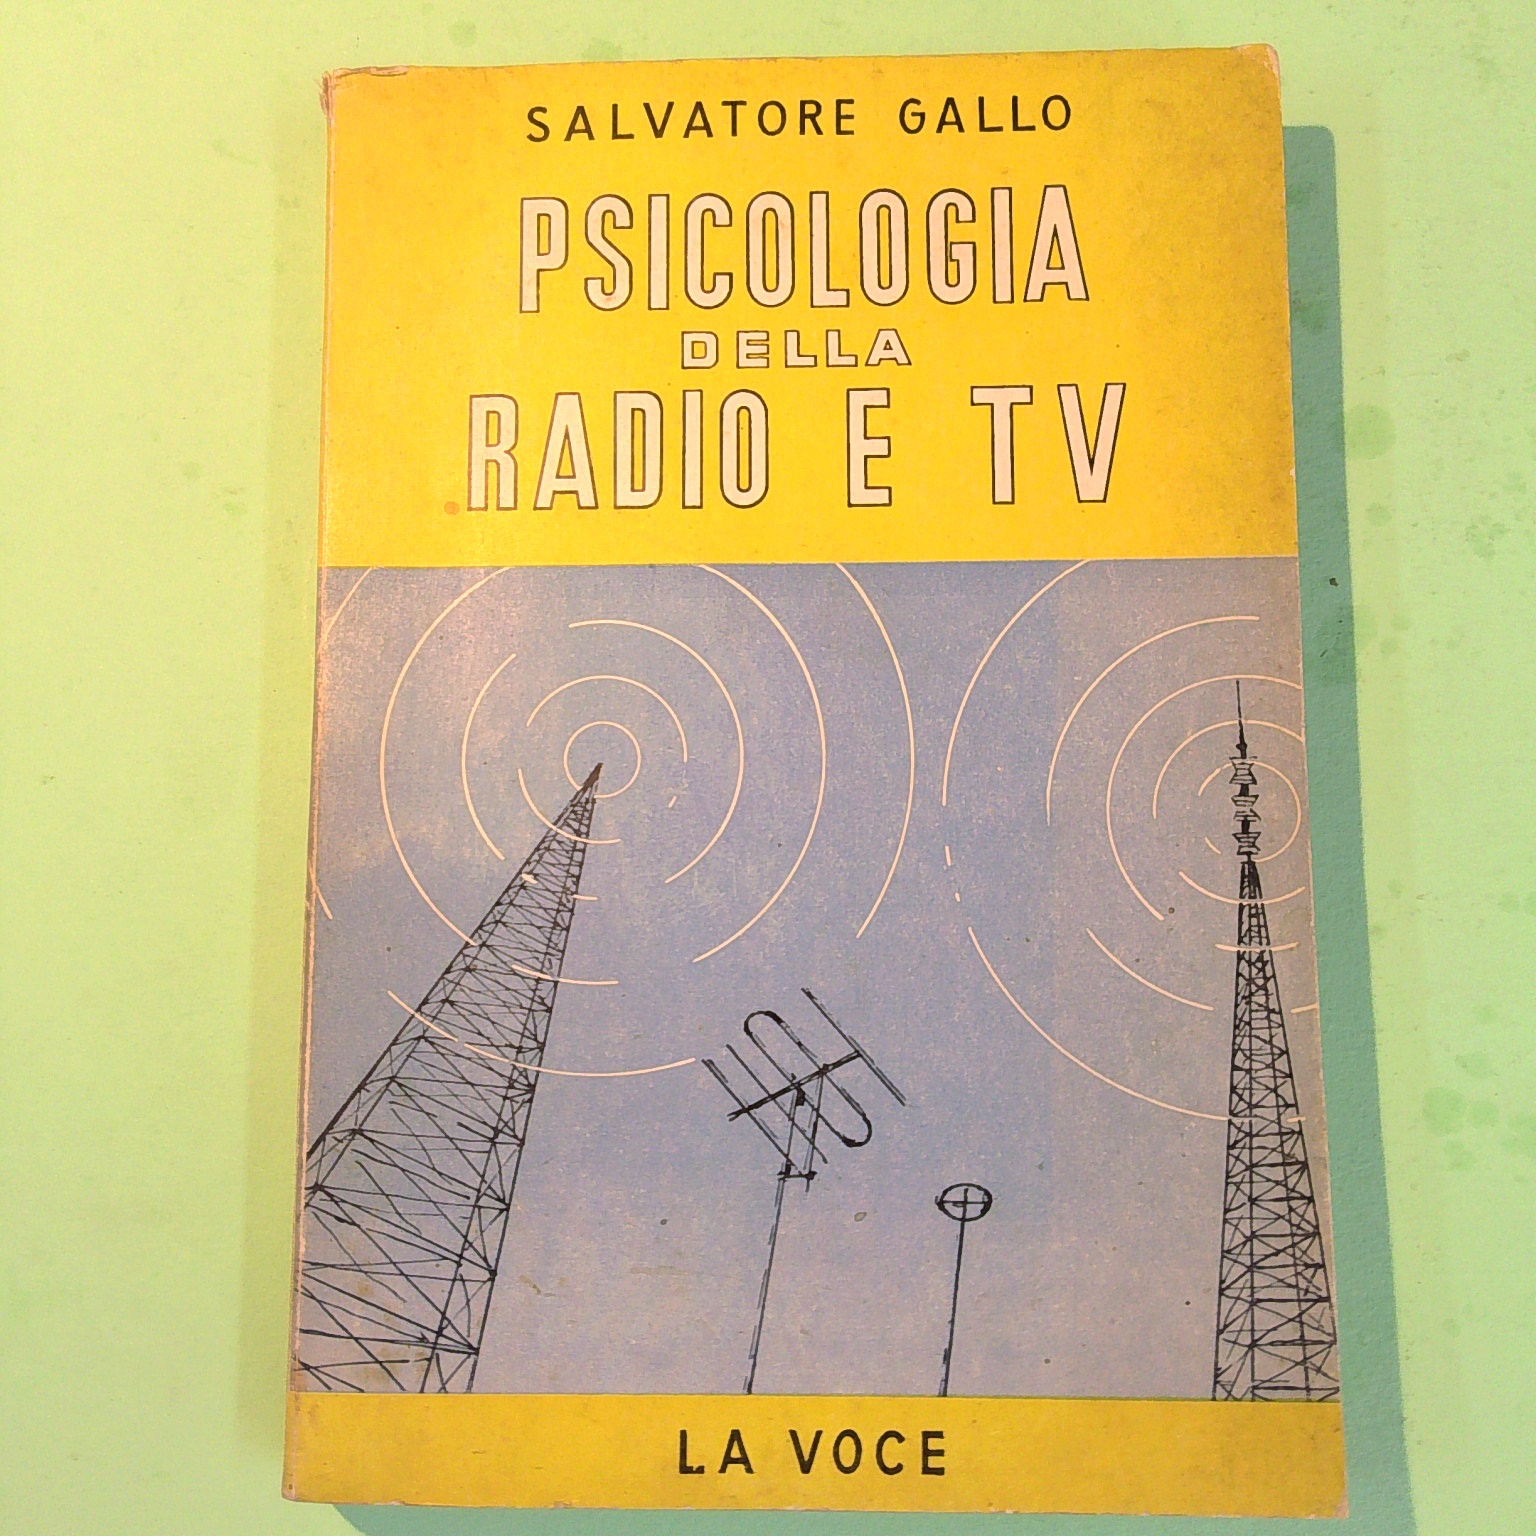 SALVATORE GALLO
PSICOLOGIA
DELLA
RADIO E TV
LA VOCE